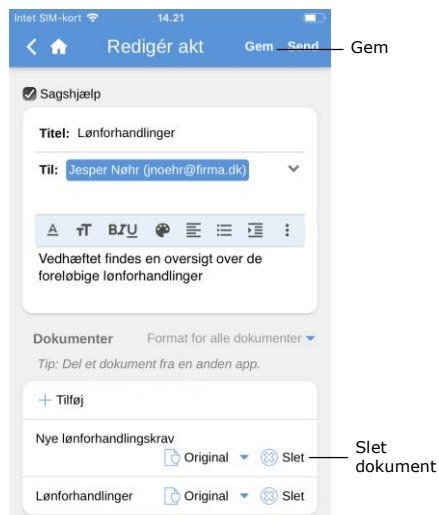 Intet SIM-kort 14.21
Redigér akt Gem Send
Gem
Sagshjælp
Titel: Lønforhandlinger
Til: Jesper Nøhr (jnoehr@firma.dk)
A TT BIU
Vedhæftet findes en oversigt over de
foreløbige lønforhandlinger
Dokumenter Format for alle dokumenter
Tip: Del et dokument fra en anden app.
Tilføj
Nye lønforhandlingskrav
Original Slet
Slet
dokument
Lønforhandlinger Original Slet